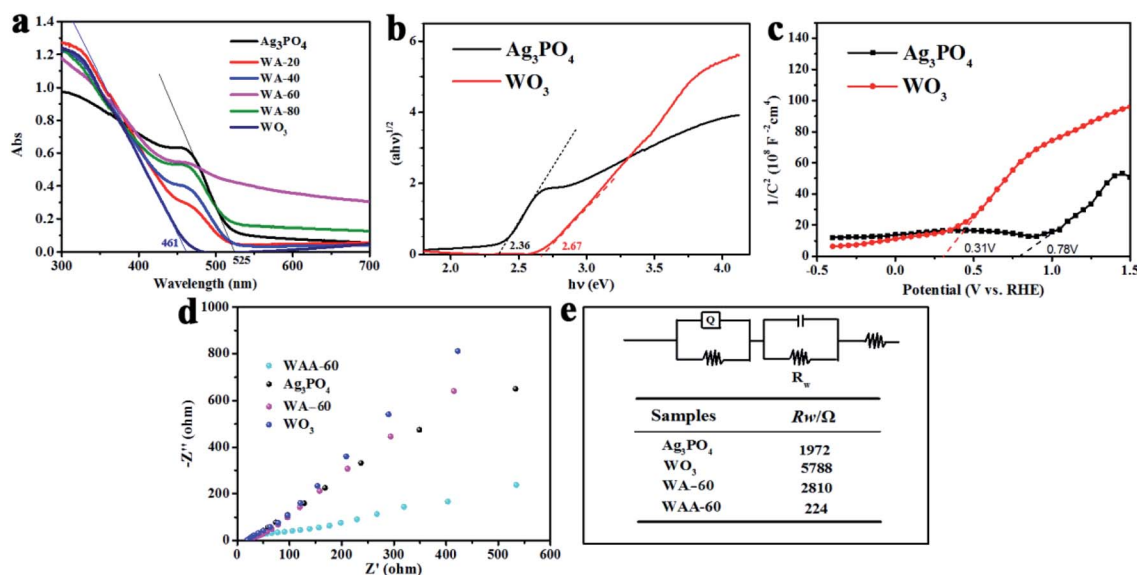 a
1.4
1.2
1.0
0.8
0.6
0.4
0.2
0.0
Abs
Ag₃PO₄
WA-20
WA-40
WA-60
WA-80
WO₃
461
525
300 400 500 600 700
Wavelength (nm)
b
6
4
2
0
(ahν)^1/2
Ag₃PO₄
WO₃
2.36
2.67
2.0 2.5 3.0 3.5 4.0
hν (eV)
c
140
120
100
80
60
40
20
0
1/C⁻² (10⁸ F⁻²cm⁴)
Ag₃PO₄
WO₃
0.31V
0.78V
0.0 0.5 1.0 1.5
Potential (V vs. RHE)
d
1000
800
600
400
200
0
-Z'' (ohm)
WAA-60
Ag₃PO₄
WA-60
WO₃
0 100 200 300 400 500 600
Z' (ohm)
e
Q
R_w
Samples Rw/Ω
Ag₃PO₄ 1972
WO₃ 5788
WA-60 2810
WAA-60 224